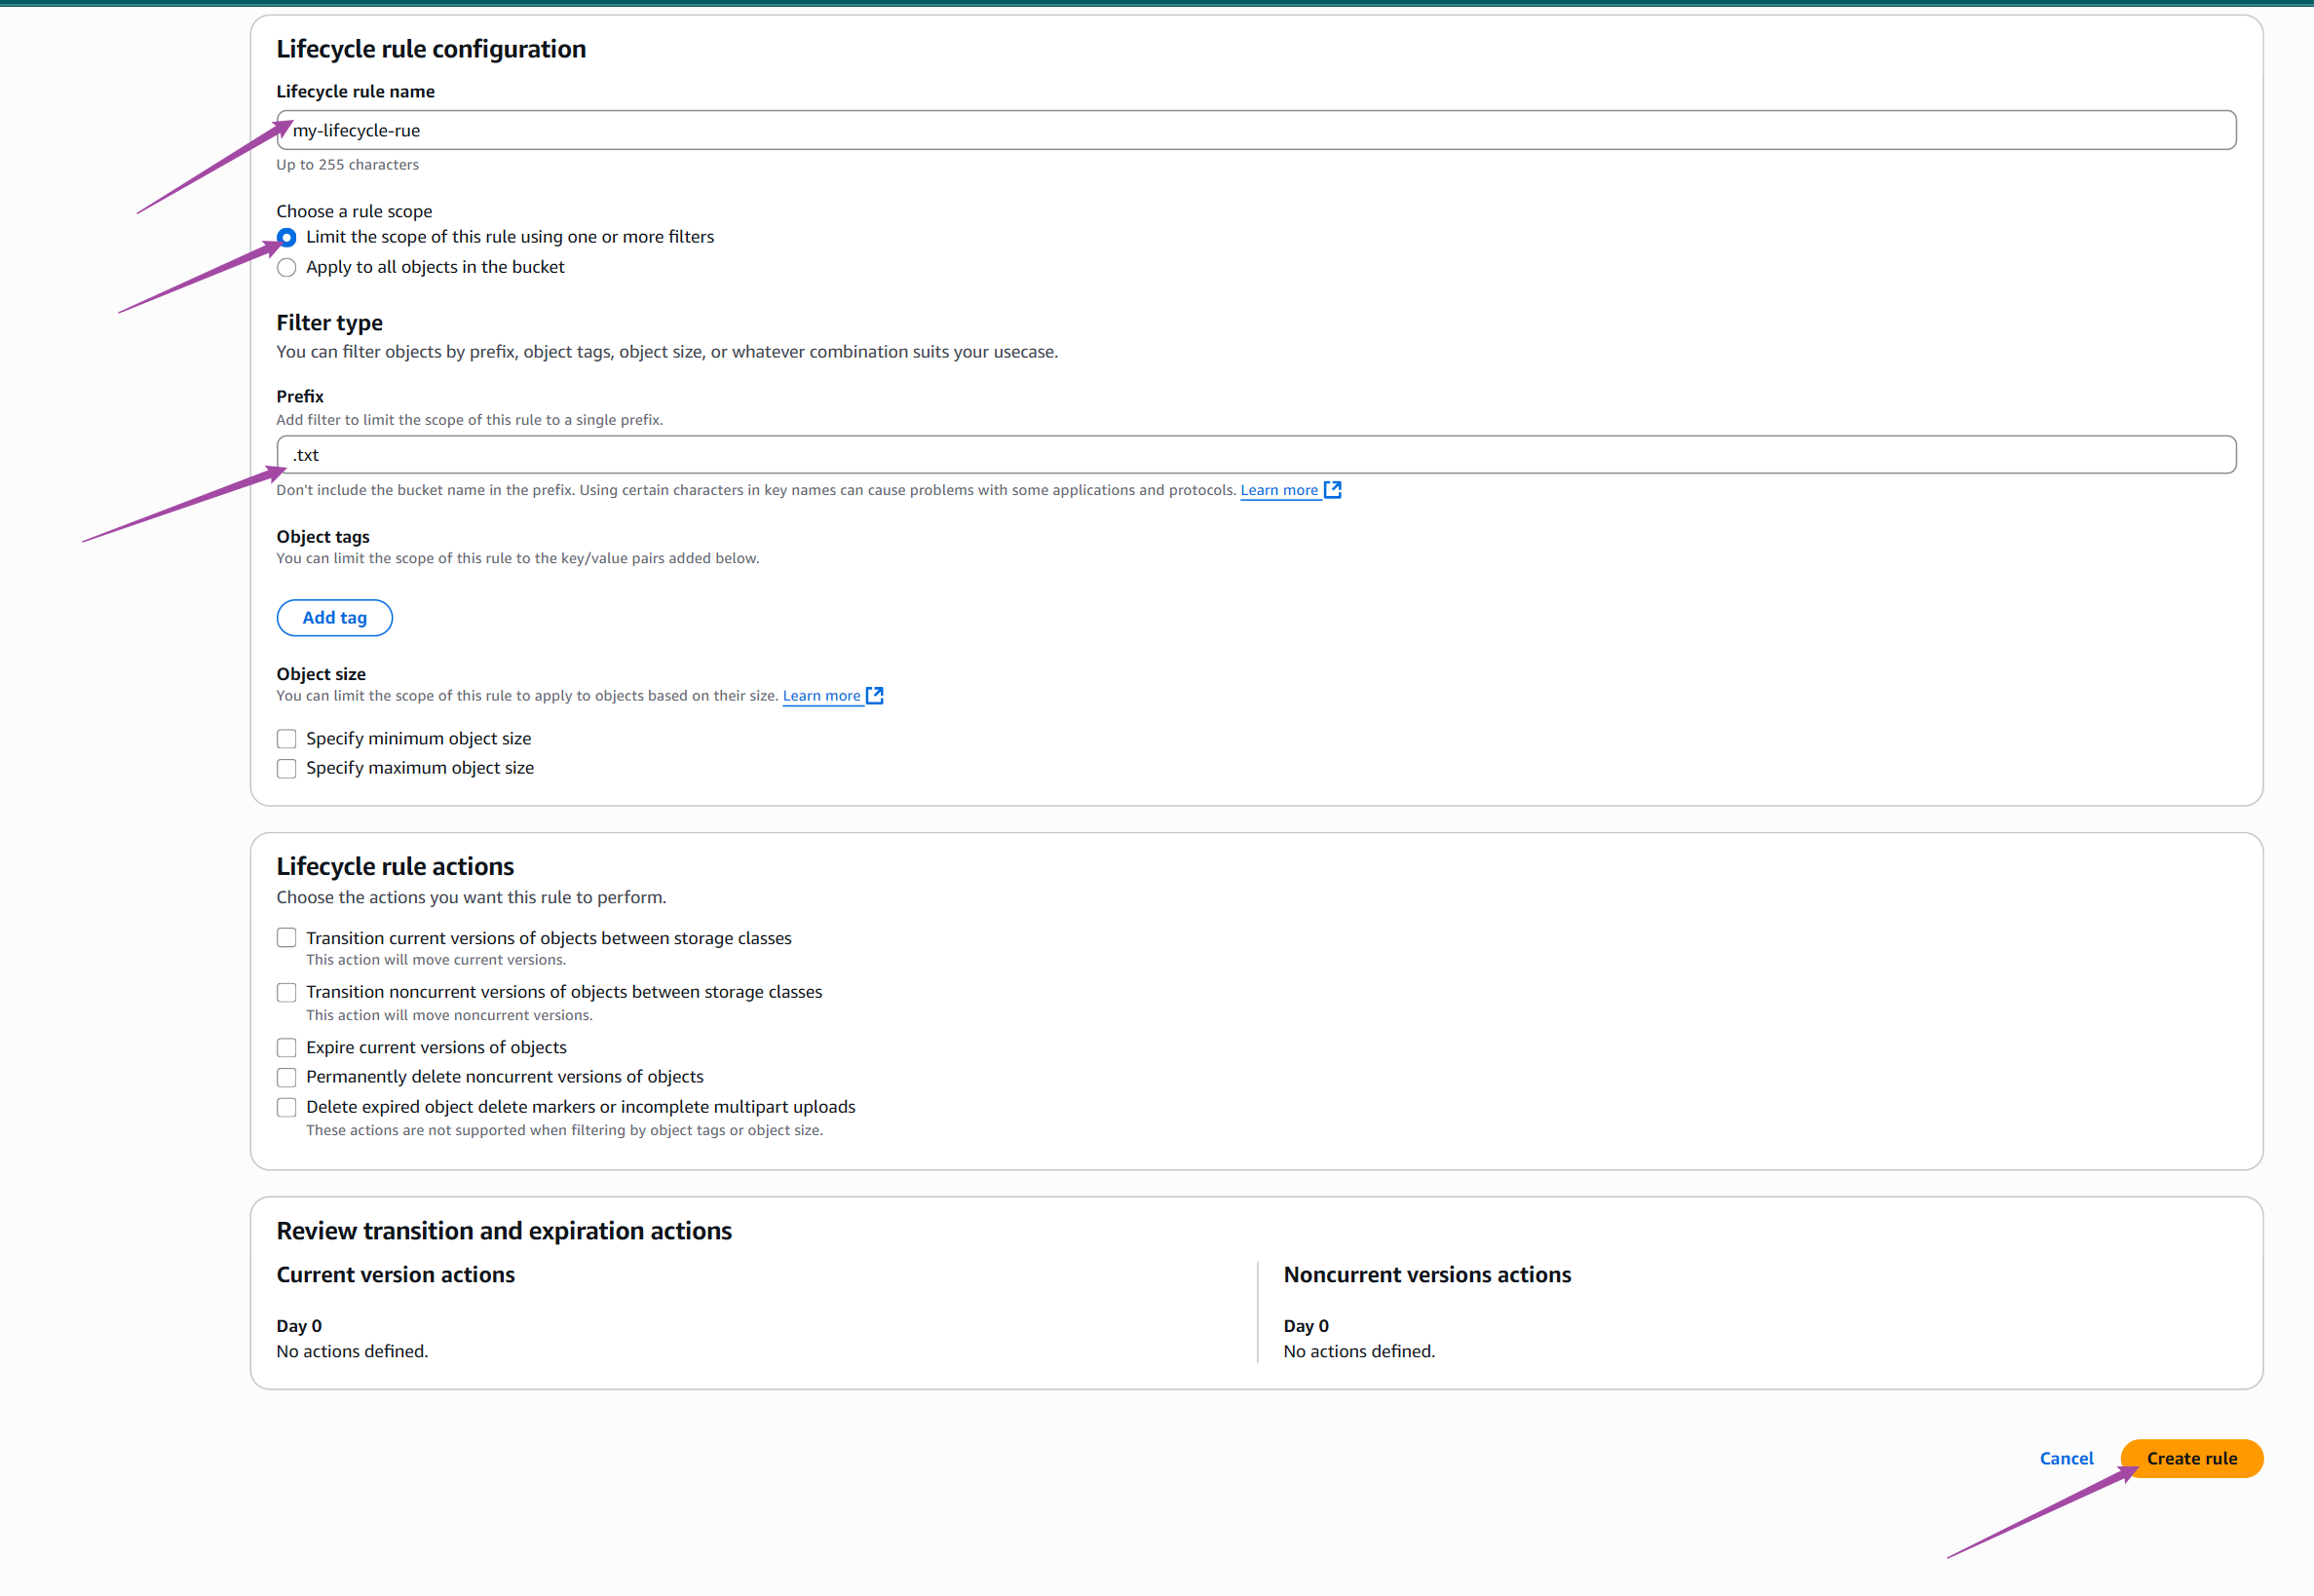 Lifecycle rule configuration
Lifecycle rule name
my-lifecycle-rue
Up to 255 characters
Choose a rule scope
Limit the scope of this rule using one or more filters
Apply to all objects in the bucket
Filter type
You can filter objects by prefix, object tags, object size, or whatever combination suits your usecase.
Prefix
Add filter to limit the scope of this rule to a single prefix.
.txt
Don't include the bucket name in the prefix. Using certain characters in key names can cause problems with some applications and protocols. Learn more
Object tags
You can limit the scope of this rule to the key/value pairs added below.
Add tag
Object size
You can limit the scope of this rule to apply to objects based on their size. Learn more
Specify minimum object size
Specify maximum object size
Lifecycle rule actions
Choose the actions you want this rule to perform.
Transition current versions of objects between storage classes
This action will move current versions.
Transition noncurrent versions of objects between storage classes
This action will move noncurrent versions.
Expire current versions of objects
Permanently delete noncurrent versions of objects
Delete expired object delete markers or incomplete multipart uploads
These actions are not supported when filtering by object tags or object size.
Review transition and expiration actions
Current version actions
Day 0
No actions defined.
Noncurrent versions actions
Day 0
No actions defined.
Cancel
Create rule